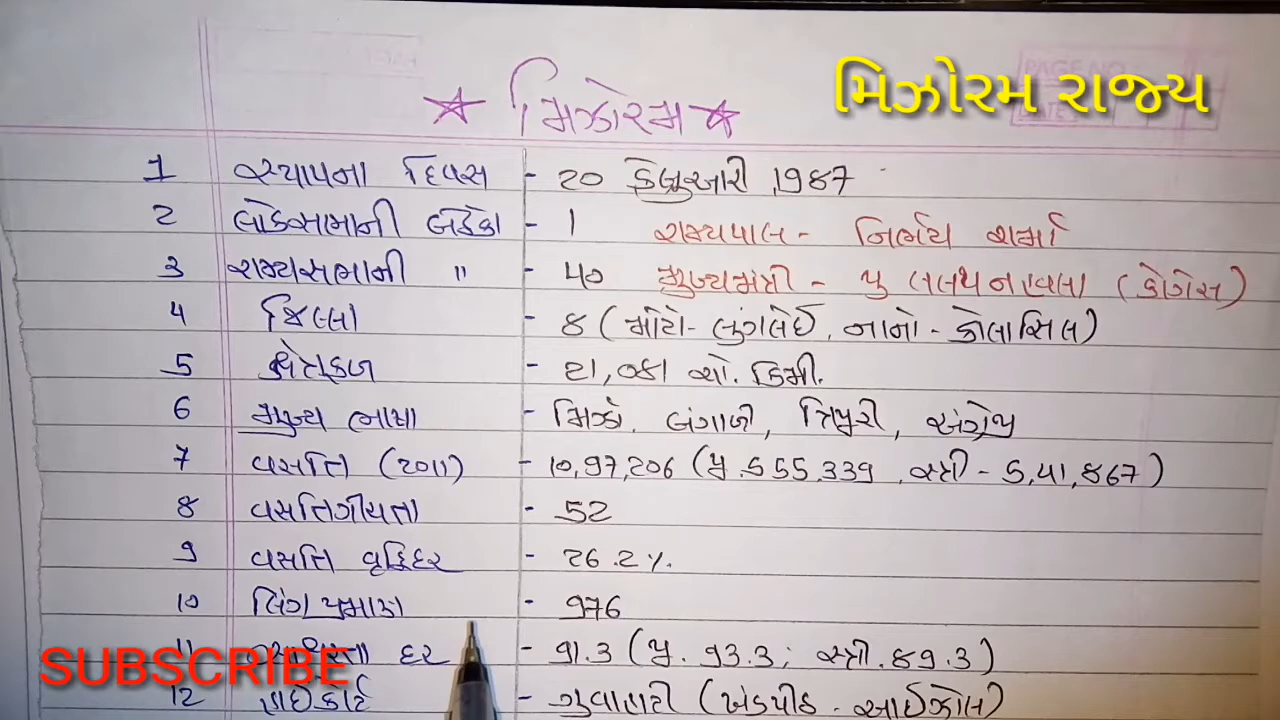 મિઝોરમ રાજ્ય
☆ મિઝોરમ ☆
1 સ્થાપના દિવસ - 20 ફેબ્રુઆરી 1987
2 લોકસભાની બેઠકો - 1 રાજ્યપાલ - નિર્ભય શર્મા
3 રાજ્યસભાની " - 40 મુખ્યમંત્રી - પુ લલથનહવલા (કોંગ્રેસ)
4 જિલ્લા - 8 (મોટો - લુંગલેઈ, નાનો - કોલાસિલ)
5 ક્ષેત્રફળ - 21,081 ચો. કિમી.
6 મુખ્ય ભાષા - મિઝો, બંગાળી, ત્રિપુરી, અંગ્રેજી
7 વસતિ (2011) - 10,97,206 (પુ. 555,339, સ્ત્રી - 5,41,867)
8 વસતિગીચતા - 52
9 વસતિ વૃદ્ધિદર - 26.2%.
10 લિંગ પ્રમાણ - 976
11 દર - 91.3 (પુ. 93.3; સ્ત્રી. 89.3)
SUBSCRIBE
12 હાઈકોર્ટ - ગુવાહાટી (ખંડપીઠ - આઈઝોલ)